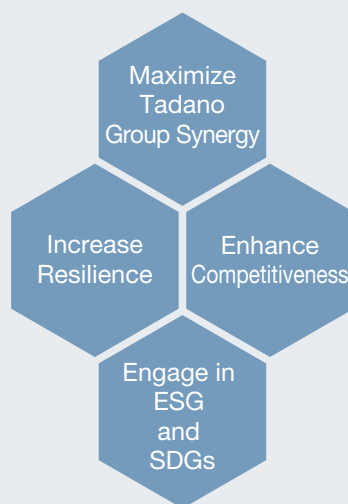 Maximize
Tadano
Group Synergy
Increase
Resilience
Enhance
Competitiveness
Engage in
ESG
and
SDGs